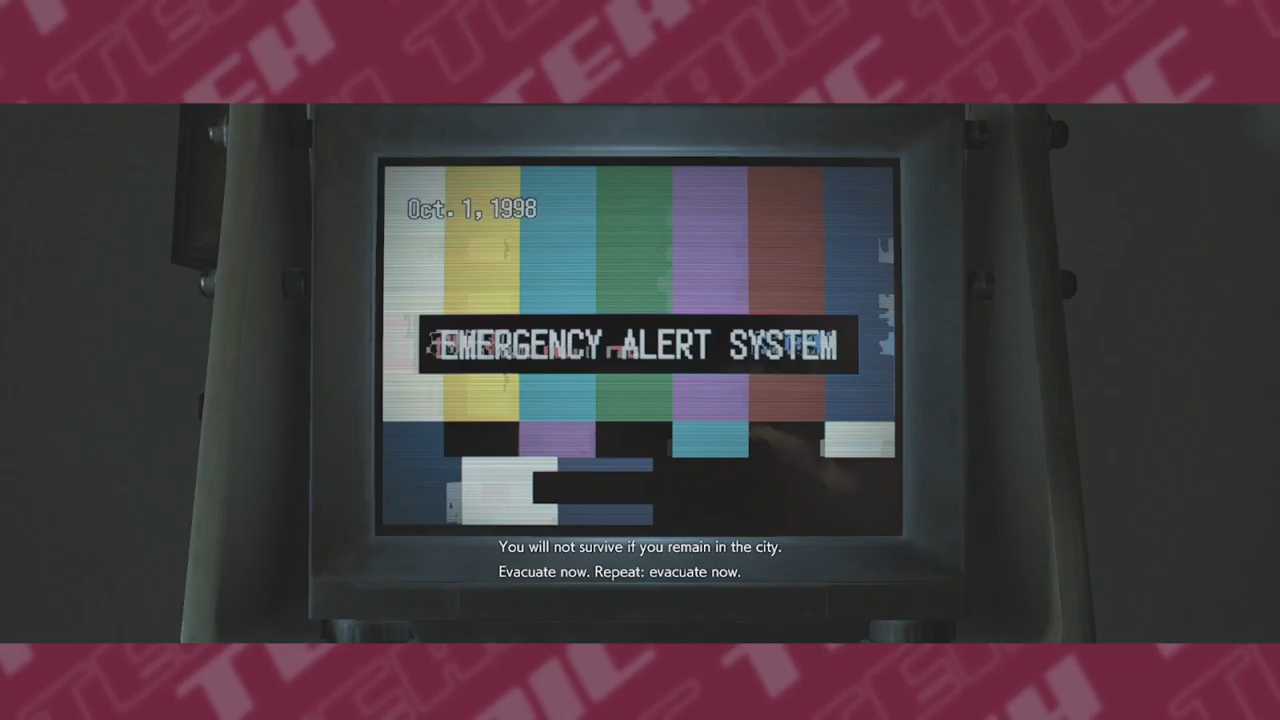 Oct. 1, 1998
EMERGENCY ALERT SYSTEM
You will not survive if you remain in the city.
Evacuate now. Repeat: evacuate now.